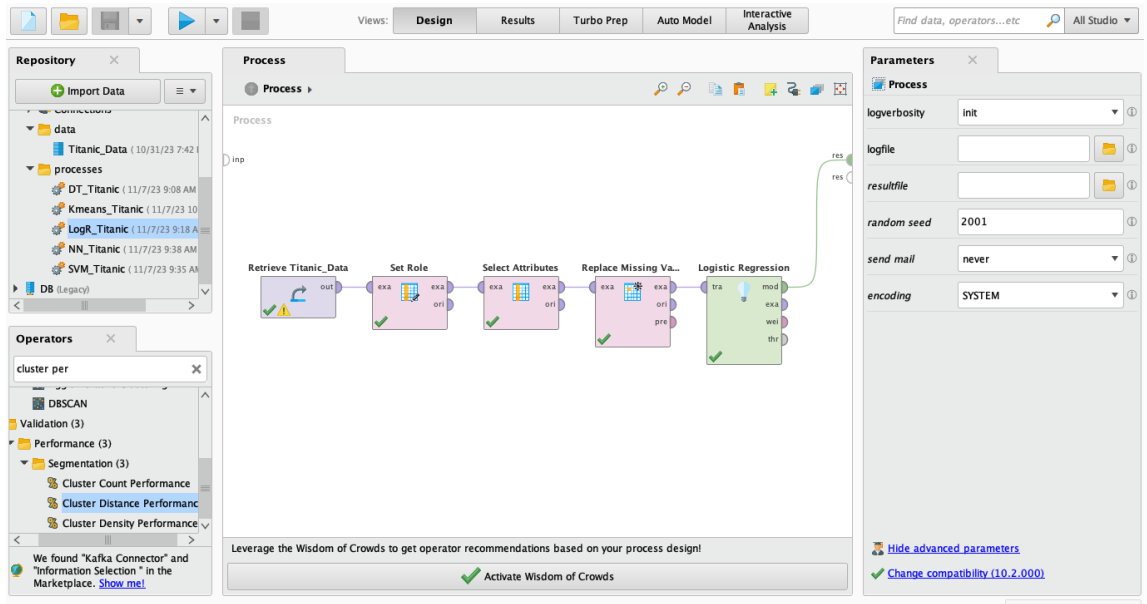 Views:
Design
Results
Turbo Prep
Auto Model
Interactive
Analysis
Find data, operators...etc
All Studio
Repository
Import Data
Connections
data
Titanic_Data (10/31/23 7:42
processes
DT_Titanic (11/7/23 9:08 AM
Kmeans_Titanic (11/7/23 10
LogR_Titanic (11/7/23 9:18 A
NN_Titanic (11/7/23 9:38 AM
SVM_Titanic (11/7/23 9:35 AM
DB (Legacy)
Operators
cluster per
DBSCAN
Validation (3)
Performance (3)
Segmentation (3)
Cluster Count Performance
Cluster Distance Performanc
Cluster Density Performance
We found "Kafka Connector" and
"Information Selection " in the
Marketplace. Show me!
Process
Process
Process
inp
res
res
Retrieve Titanic_Data
out
Set Role
exa
exa
ori
Select Attributes
exa
exa
ori
Replace Missing Va...
exa
exa
ori
pre
Logistic Regression
tra
mod
exa
wei
thr
Leverage the Wisdom of Crowds to get operator recommendations based on your process design!
Activate Wisdom of Crowds
Parameters
Process
logverbosity
init
logfile
resultfile
random seed
2001
send mail
never
encoding
SYSTEM
Hide advanced parameters
Change compatibility (10.2.000)